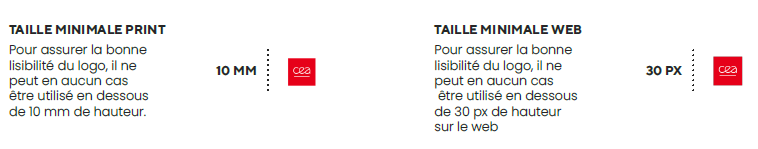 TAILLE MINIMALE PRINT
Pour assurer la bonne
lisibilité du logo, il ne
peut en aucun cas
être utilisé en dessous
de 10 mm de hauteur.
10 MM
cea
TAILLE MINIMALE WEB
Pour assurer la bonne
lisibilité du logo, il ne
peut en aucun cas
être utilisé en dessous
de 30 px de hauteur
sur le web
30 PX
cea